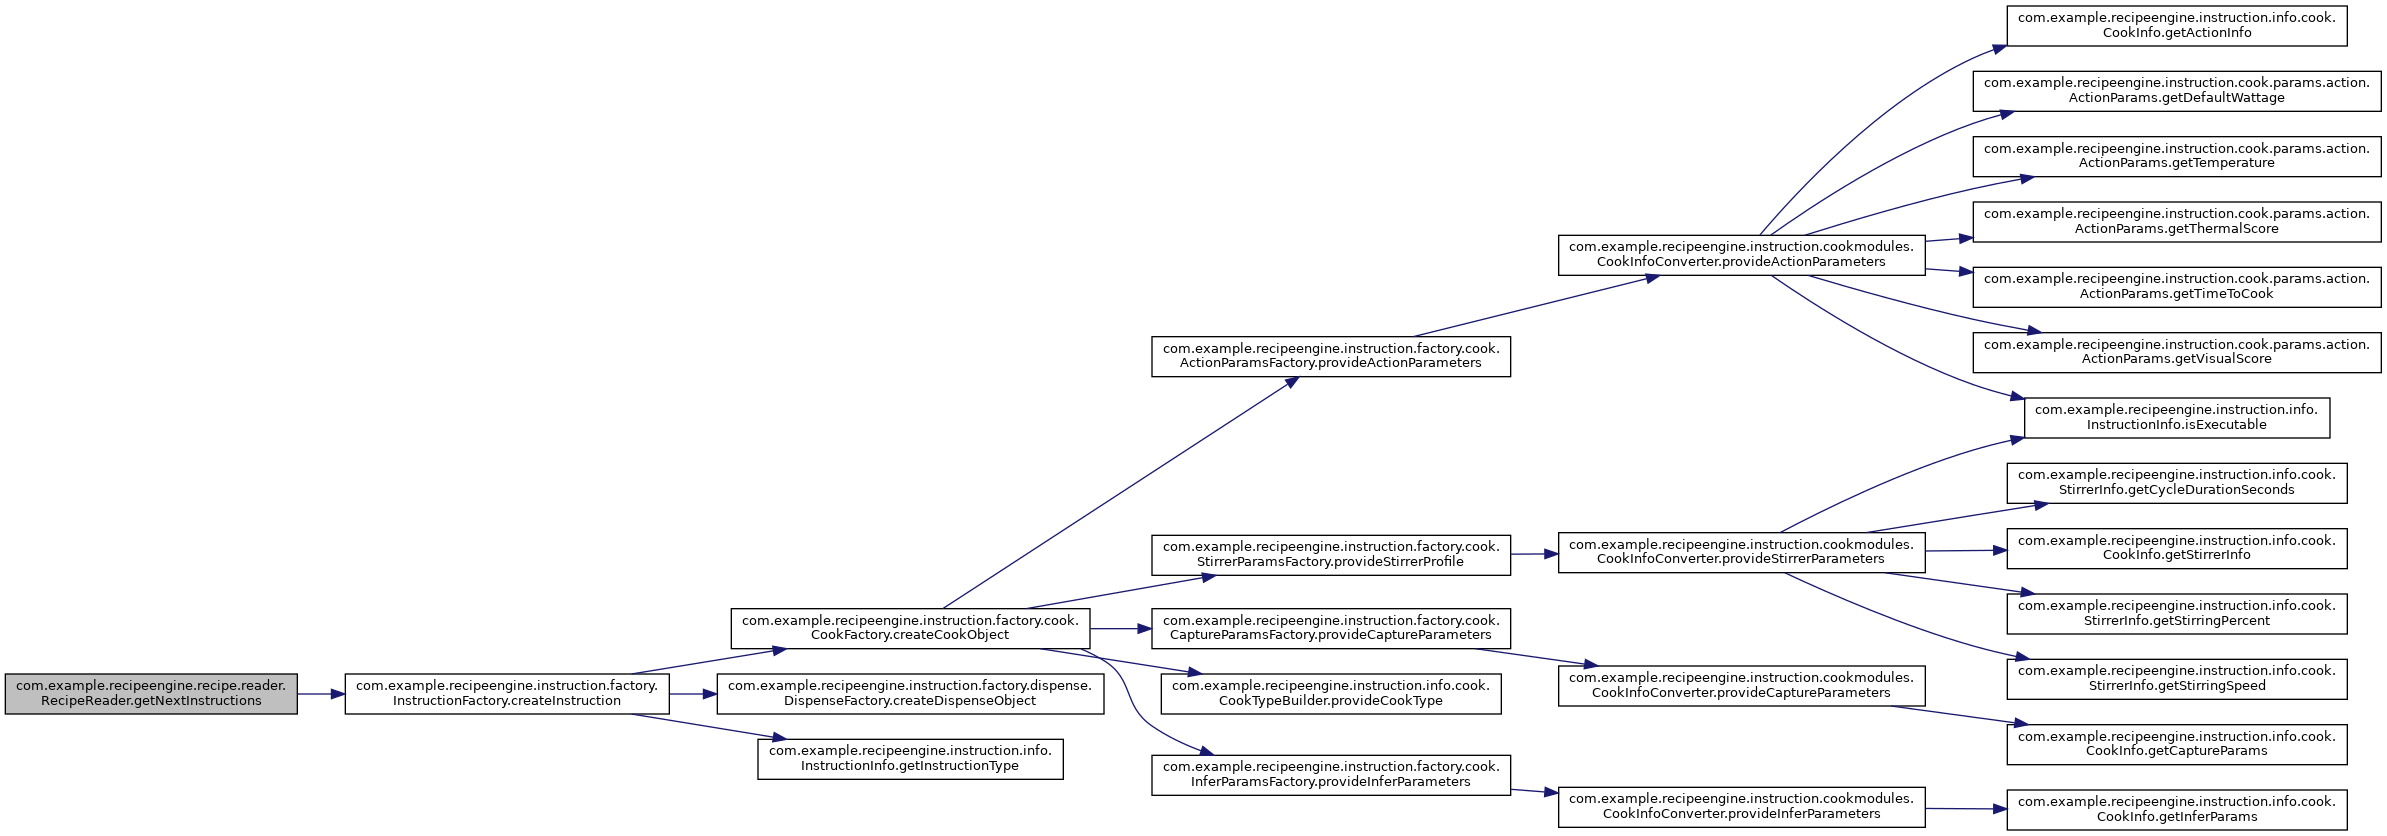 com.example.recipeengine.recipe.reader.
RecipeReader.getNextInstructions
com.example.recipeengine.instruction.factory.
InstructionFactory.createInstruction
com.example.recipeengine.instruction.factory.cook.
CookFactory.createCookObject
com.example.recipeengine.instruction.factory.dispense.
DispenseFactory.createDispenseObject
com.example.recipeengine.instruction.info.
InstructionInfo.getInstructionType
com.example.recipeengine.instruction.factory.cook.
ActionParamsFactory.provideActionParameters
com.example.recipeengine.instruction.factory.cook.
StirrerParamsFactory.provideStirrerProfile
com.example.recipeengine.instruction.factory.cook.
CaptureParamsFactory.provideCaptureParameters
com.example.recipeengine.instruction.info.cook.
CookTypeBuilder.provideCookType
com.example.recipeengine.instruction.factory.cook.
InferParamsFactory.provideInferParameters
com.example.recipeengine.instruction.cookmodules.
CookInfoConverter.provideActionParameters
com.example.recipeengine.instruction.cookmodules.
CookInfoConverter.provideStirrerParameters
com.example.recipeengine.instruction.cookmodules.
CookInfoConverter.provideCaptureParameters
com.example.recipeengine.instruction.cookmodules.
CookInfoConverter.provideInferParameters
com.example.recipeengine.instruction.info.cook.
CookInfo.getActionInfo
com.example.recipeengine.instruction.cook.params.action.
ActionParams.getDefaultWattage
com.example.recipeengine.instruction.cook.params.action.
ActionParams.getTemperature
com.example.recipeengine.instruction.cook.params.action.
ActionParams.getThermalScore
com.example.recipeengine.instruction.cook.params.action.
ActionParams.getTimeToCook
com.example.recipeengine.instruction.cook.params.action.
ActionParams.getVisualScore
com.example.recipeengine.instruction.info.
InstructionInfo.isExecutable
com.example.recipeengine.instruction.info.cook.
StirrerInfo.getCycleDurationSeconds
com.example.recipeengine.instruction.info.cook.
CookInfo.getStirrerInfo
com.example.recipeengine.instruction.info.cook.
StirrerInfo.getStirringPercent
com.example.recipeengine.instruction.info.cook.
StirrerInfo.getStirringSpeed
com.example.recipeengine.instruction.info.cook.
CookInfo.getCaptureParams
com.example.recipeengine.instruction.info.cook.
CookInfo.getInferParams